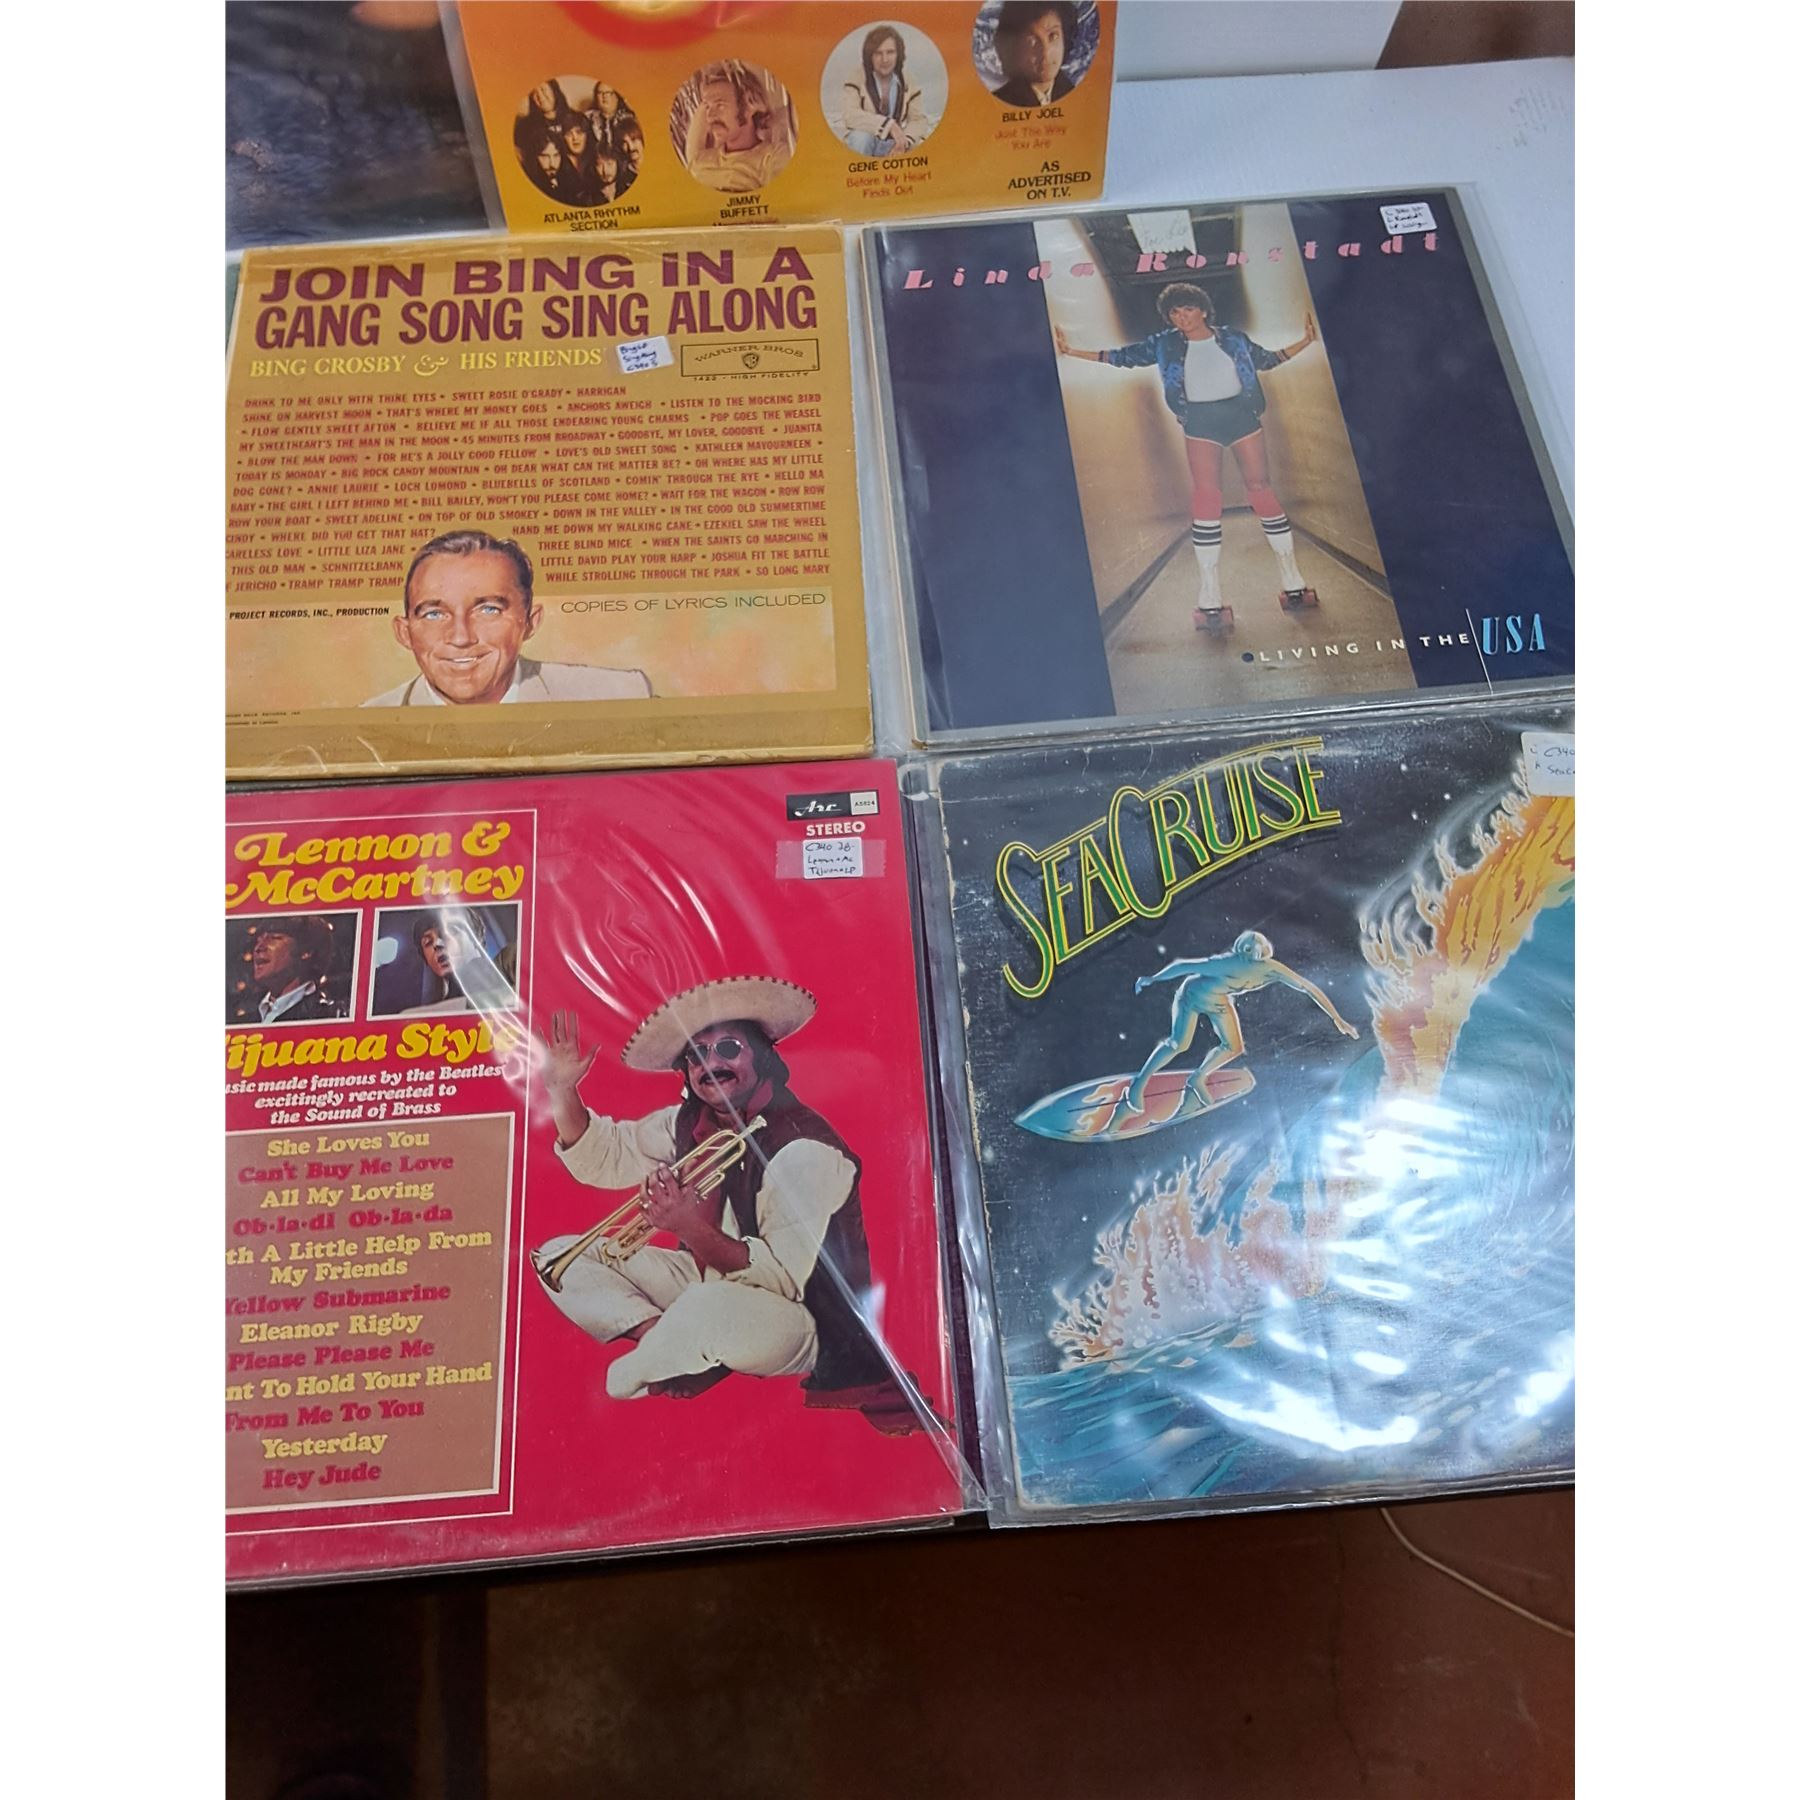 BILLY JOEL
Just The Way
You Are
GENE COTTON
Before My Heart
Finds Out
AS
ADVERTISED
ON T.V.
JIMMY
BUFFETT
ATLANTA RHYTHM
SECTION
JOIN BING IN A
GANG SONG SING ALONG
BING CROSBY & HIS FRIENDS
WARNER BROS
1422 - HIGH FIDELITY
DRINK TO ME ONLY WITH THINE EYES • SWEET ROSIE O'GRADY • HARRIGAN
SHINE ON HARVEST MOON • THAT'S WHERE MY MONEY GOES • ANCHORS AWEIGH • LISTEN TO THE MOCKING BIRD
• FLOW GENTLY SWEET AFTON • BELIEVE ME IF ALL THOSE ENDEARING YOUNG CHARMS • POP GOES THE WEASEL
MY SWEETHEART'S THE MAN IN THE MOON • 45 MINUTES FROM BROADWAY • GOODBYE, MY LOVER, GOODBYE • JUANITA
• BLOW THE MAN DOWN • FOR HE'S A JOLLY GOOD FELLOW • LOVE'S OLD SWEET SONG • KATHLEEN MAVOURNEEN •
TODAY IS MONDAY • BIG ROCK CANDY MOUNTAIN • OH DEAR WHAT CAN THE MATTER BE? • OH WHERE HAS MY LITTLE
DOG GONE? • ANNIE LAURIE • LOCH LOMOND • BLUEBELLS OF SCOTLAND • COMIN' THROUGH THE RYE • HELLO MA
BABY • THE GIRL I LEFT BEHIND ME • BILL BAILEY, WON'T YOU PLEASE COME HOME? • WAIT FOR THE WAGON • ROW ROW
ROW YOUR BOAT • SWEET ADELINE • ON TOP OF OLD SMOKEY • DOWN IN THE VALLEY • IN THE GOOD OLD SUMMERTIME
CINDY • WHERE DID YOU GET THAT HAT? HAND ME DOWN MY WALKING CANE • EZEKIEL SAW THE WHEEL
CARELESS LOVE • LITTLE LIZA JANE • THREE BLIND MICE • WHEN THE SAINTS GO MARCHING IN
THIS OLD MAN • SCHNITZELBANK LITTLE DAVID PLAY YOUR HARP • JOSHUA FIT THE BATTLE
F JERICHO • TRAMP TRAMP TRAMP WHILE STROLLING THROUGH THE PARK • SO LONG MARY
PROJECT RECORDS, INC., PRODUCTION
COPIES OF LYRICS INCLUDED
Linda Ronstadt
LIVING IN THE USA
Arc A5824
STEREO
C340 28-
Lennon + Mc
Tijuana LP
Lennon &
McCartney
ijuana Style
usic made famous by the Beatles
excitingly recreated to
the Sound of Brass
She Loves You
Can't Buy Me Love
All My Loving
Ob-la-di Ob-la-da
th A Little Help From
My Friends
Yellow Submarine
Eleanor Rigby
Please Please Me
nt To Hold Your Hand
From Me To You
Yesterday
Hey Jude
SEACRUISE
C340